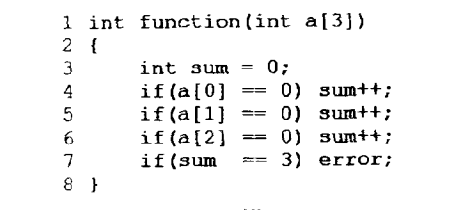 1 int function(int a[3])
2 {
3 int sum = 0;
4 if(a[0] == 0) sum++;
5 if(a[1] == 0) sum++;
6 if(a[2] == 0) sum++;
7 if(sum == 3) error;
8 }